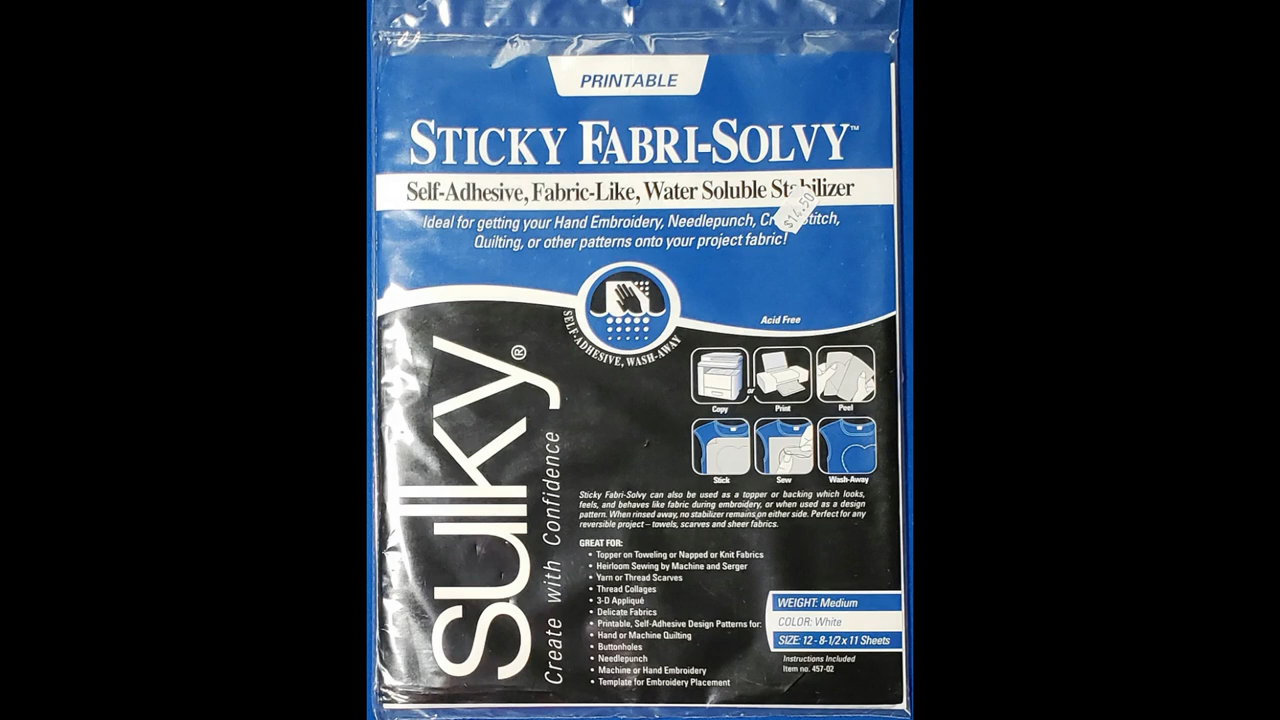 PRINTABLE
STICKY FABRI-SOLVY™
Self-Adhesive, Fabric-Like, Water Soluble Stabilizer
$14.50
Ideal for getting your Hand Embroidery, Needlepunch, Cross Stitch,
Quilting, or other patterns onto your project fabric!
SELF-ADHESIVE, WASH-AWAY
Acid Free
sulky®
Create with Confidence
Copy or Print Peel
Stick Sew Wash-Away
Sticky Fabri-Solvy can also be used as a topper or backing which looks,
feels, and behaves like fabric during embroidery, or when used as a design
pattern. When rinsed away, no stabilizer remains on either side. Perfect for any
reversible project – towels, scarves and sheer fabrics.
GREAT FOR:
• Topper on Toweling or Napped or Knit Fabrics
• Heirloom Sewing by Machine and Serger
• Yarn or Thread Scarves
• Thread Collages
• 3-D Appliqué
• Delicate Fabrics
• Printable, Self-Adhesive Design Patterns for:
• Hand or Machine Quilting
• Buttonholes
• Needlepunch
• Machine or Hand Embroidery
• Template for Embroidery Placement
WEIGHT: Medium
COLOR: White
SIZE: 12 - 8-1/2 x 11 Sheets
Instructions Included
Item no. 457-02